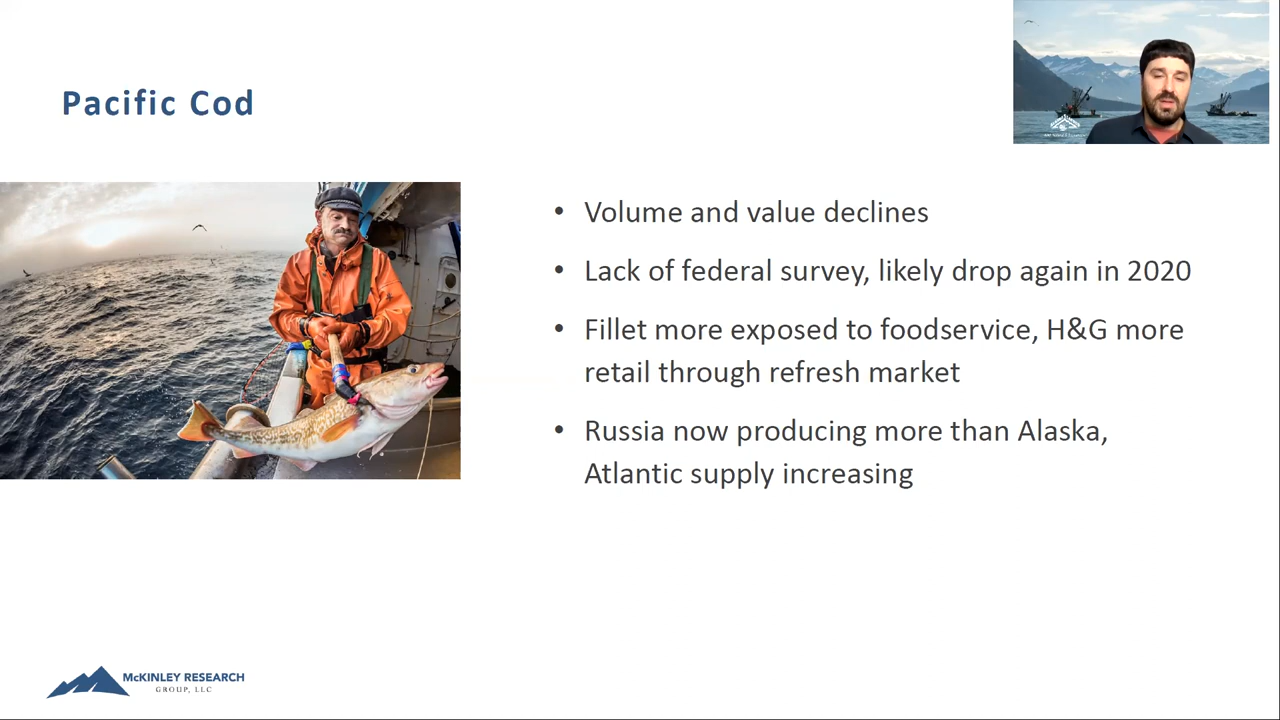 Pacific Cod
• Volume and value declines
• Lack of federal survey, likely drop again in 2020
• Fillet more exposed to foodservice, H&G more
retail through refresh market
• Russia now producing more than Alaska,
Atlantic supply increasing
McKINLEY RESEARCH
GROUP, LLC